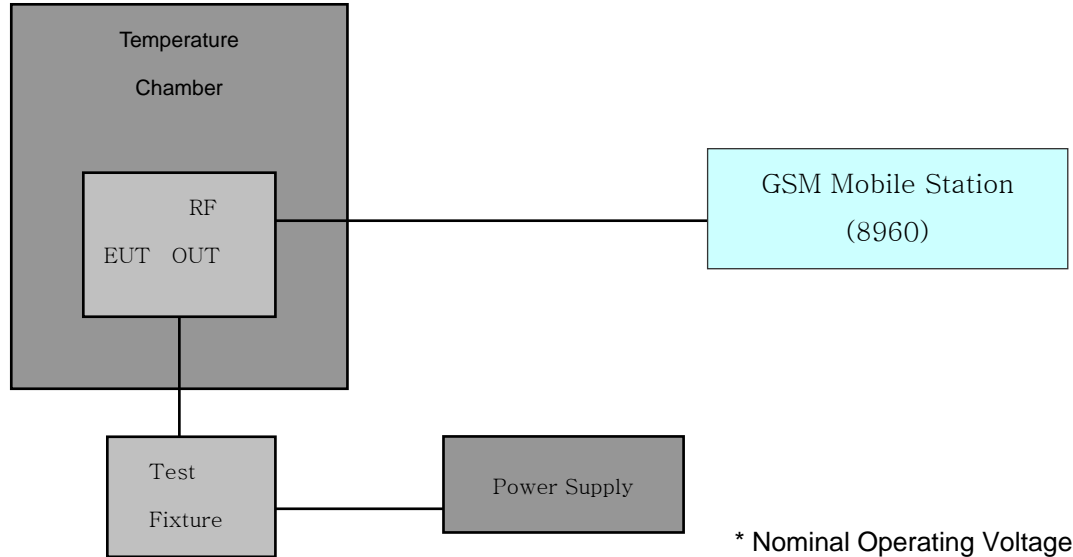 Temperature
Chamber
RF
EUT OUT
GSM Mobile Station
(8960)
Test
Fixture
Power Supply
* Nominal Operating Voltage